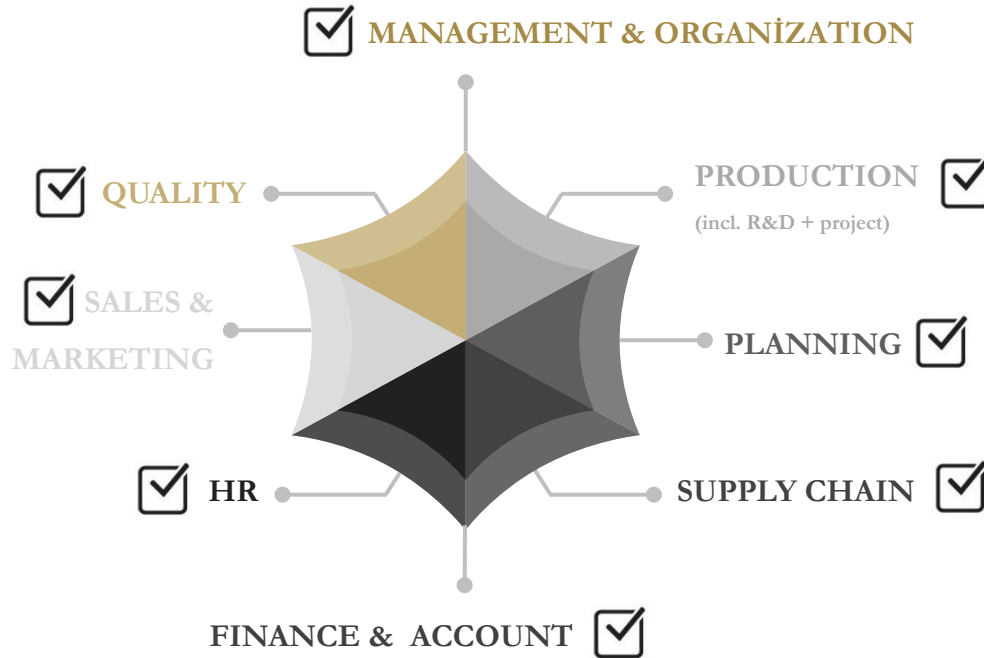 MANAGEMENT & ORGANİZATION
QUALITY
PRODUCTION
(incl. R&D + project)
SALES &
MARKETING
PLANNING
HR
SUPPLY CHAIN
FINANCE & ACCOUNT